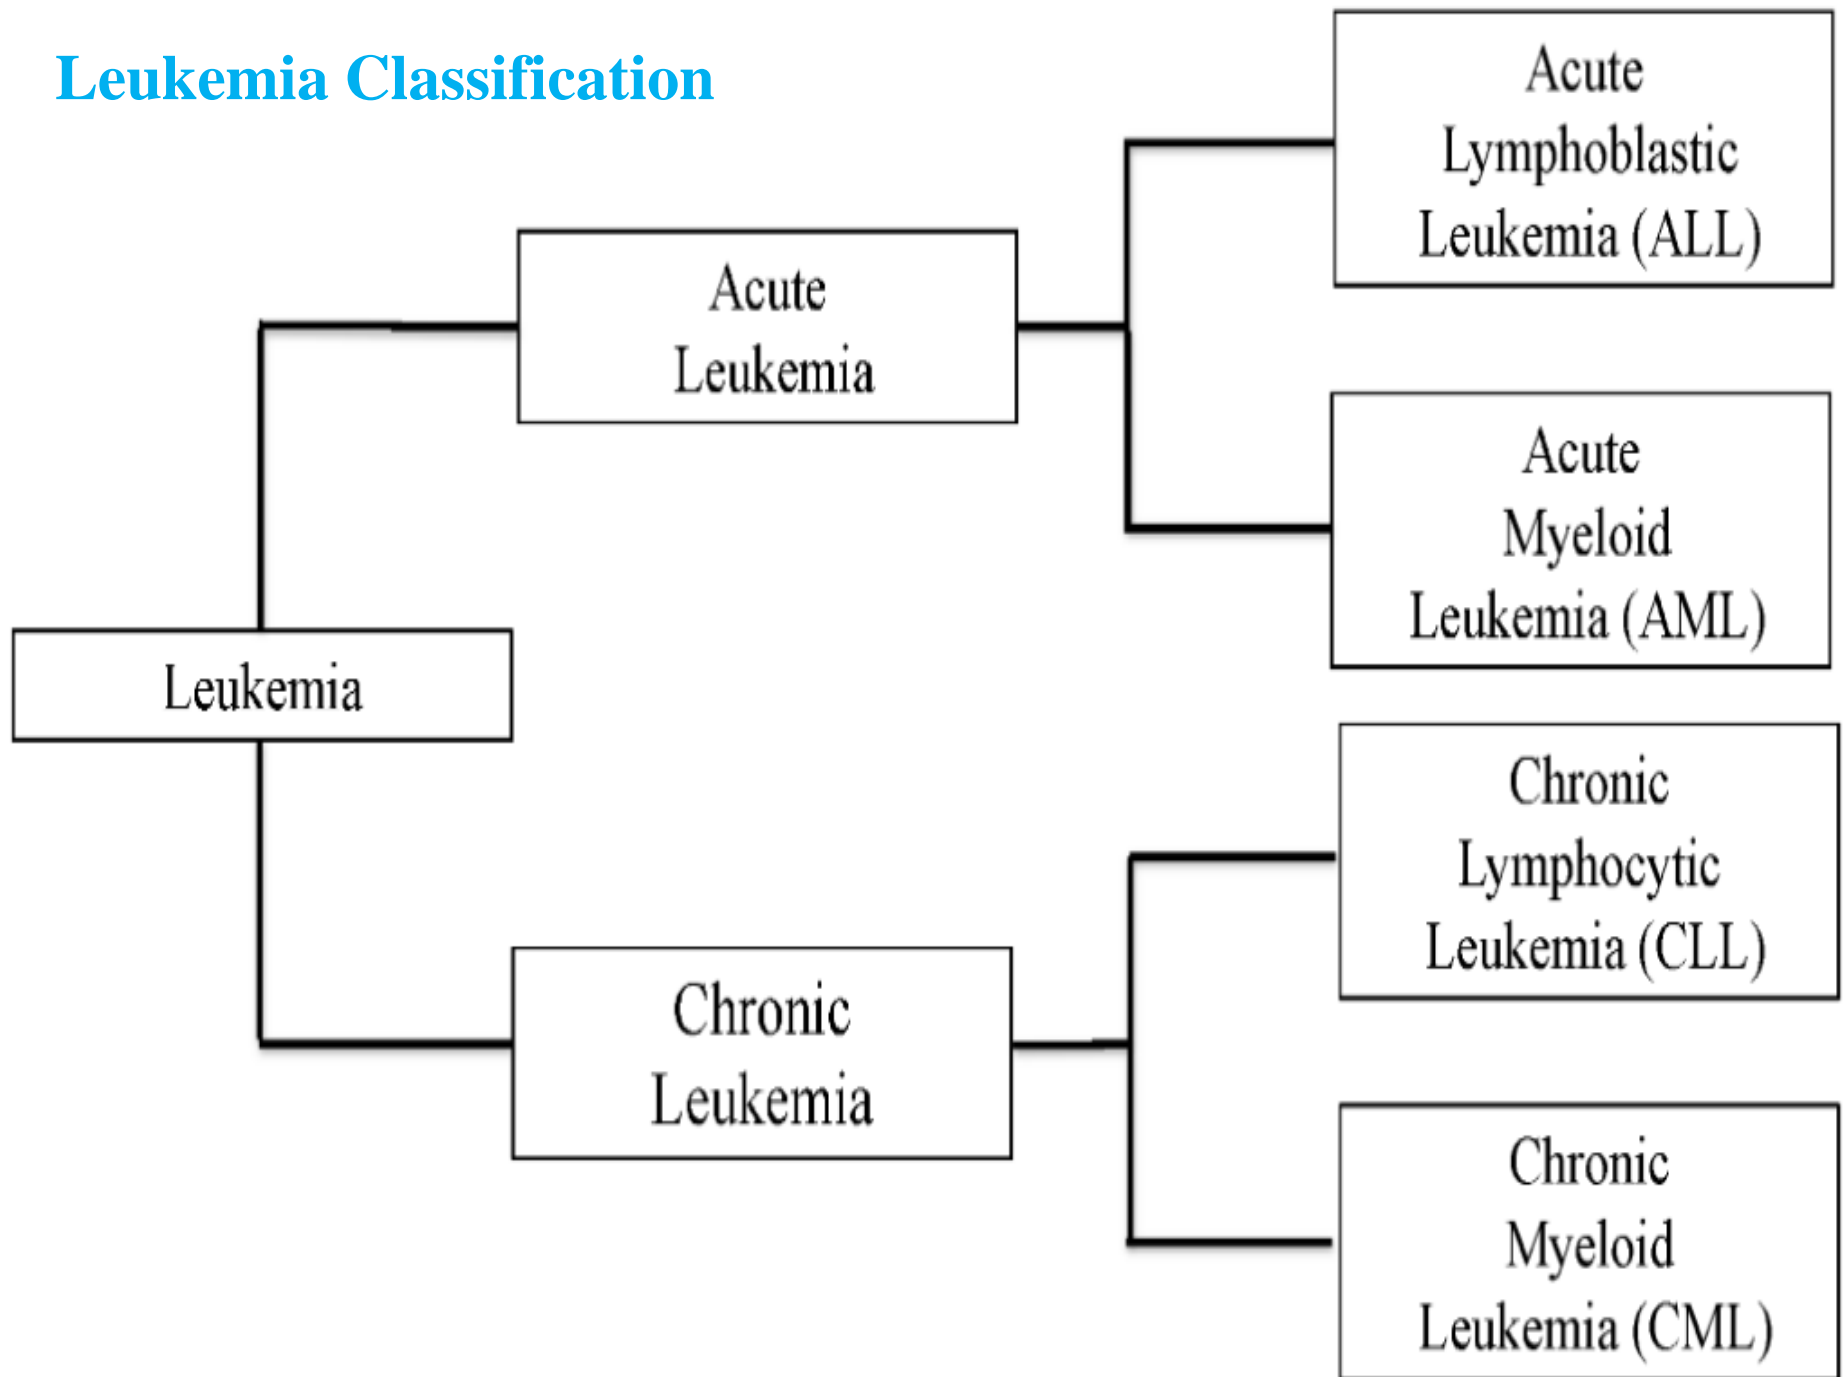 Leukemia Classification
Acute
Lymphoblastic
Leukemia (ALL)
Acute
Leukemia
Acute
Myeloid
Leukemia (AML)
Leukemia
Chronic
Lymphocytic
Leukemia (CLL)
Chronic
Leukemia
Chronic
Myeloid
Leukemia (CML)